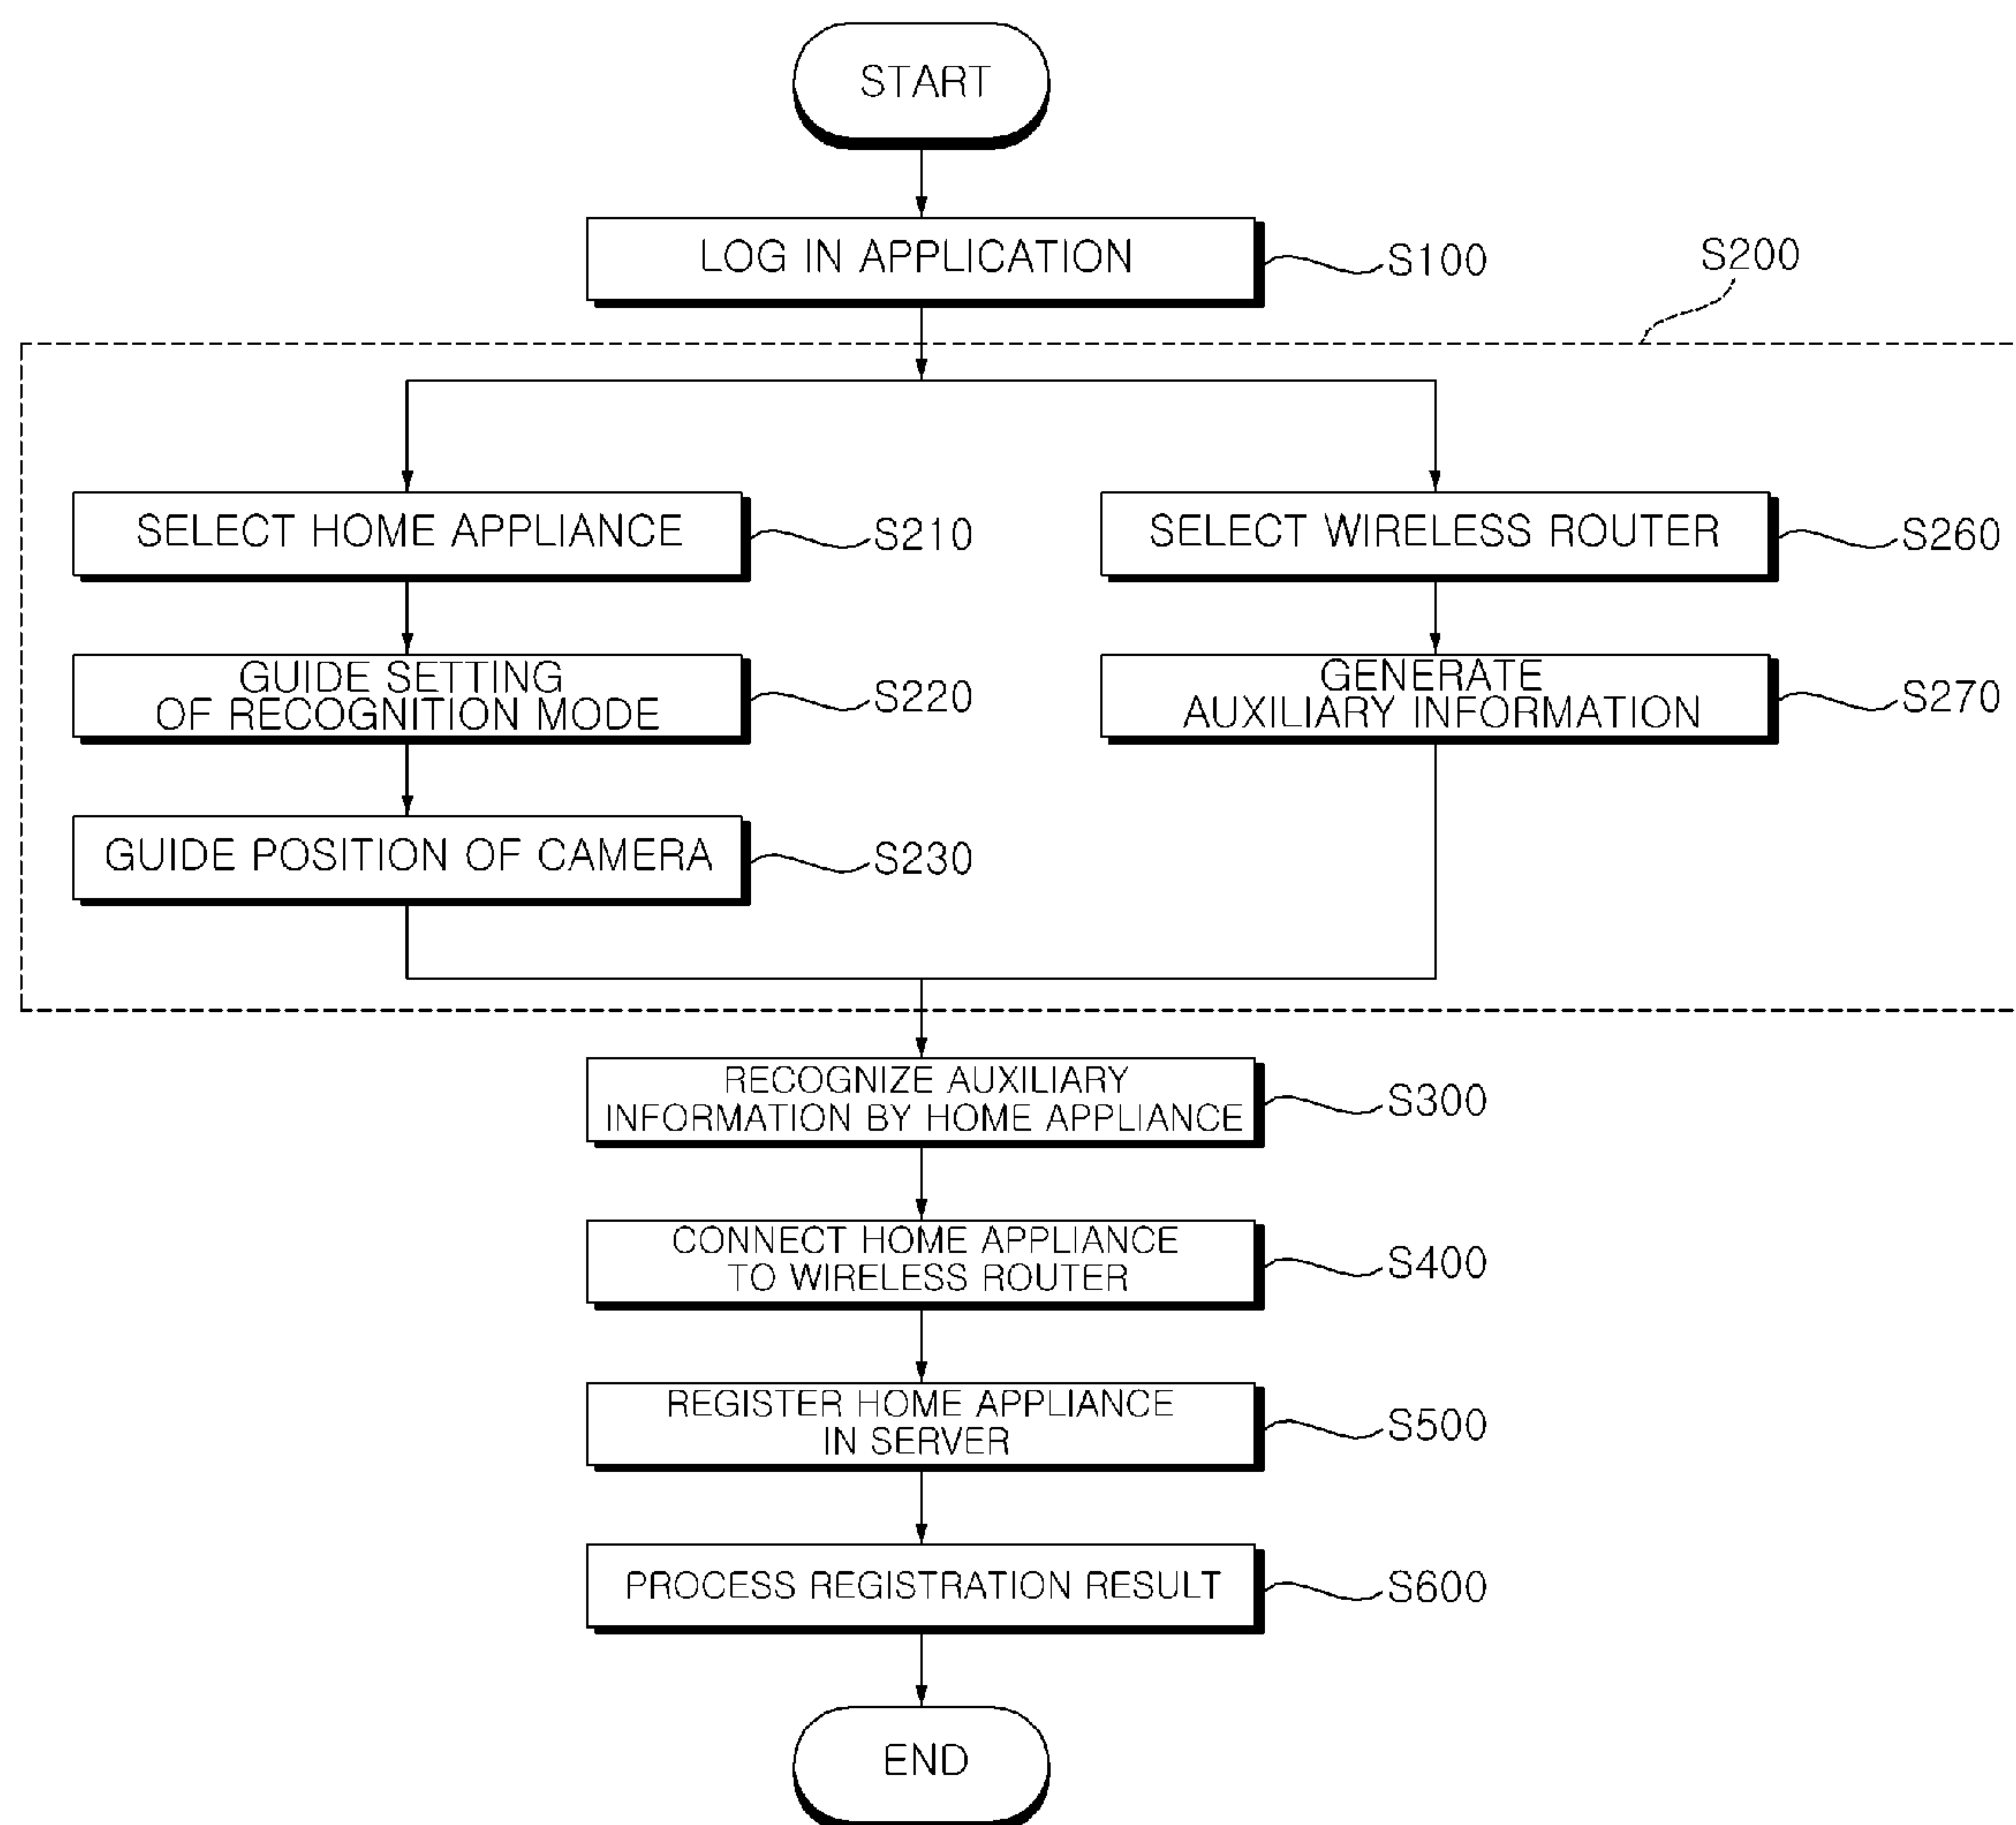 START
LOG IN APPLICATION
S100
S200
SELECT HOME APPLIANCE
S210
SELECT WIRELESS ROUTER
S260
GUIDE SETTING
OF RECOGNITION MODE
S220
GENERATE
AUXILIARY INFORMATION
S270
GUIDE POSITION OF CAMERA
S230
RECOGNIZE AUXILIARY
INFORMATION BY HOME APPLIANCE
S300
CONNECT HOME APPLIANCE
TO WIRELESS ROUTER
S400
REGISTER HOME APPLIANCE
IN SERVER
S500
PROCESS REGISTRATION RESULT
S600
END